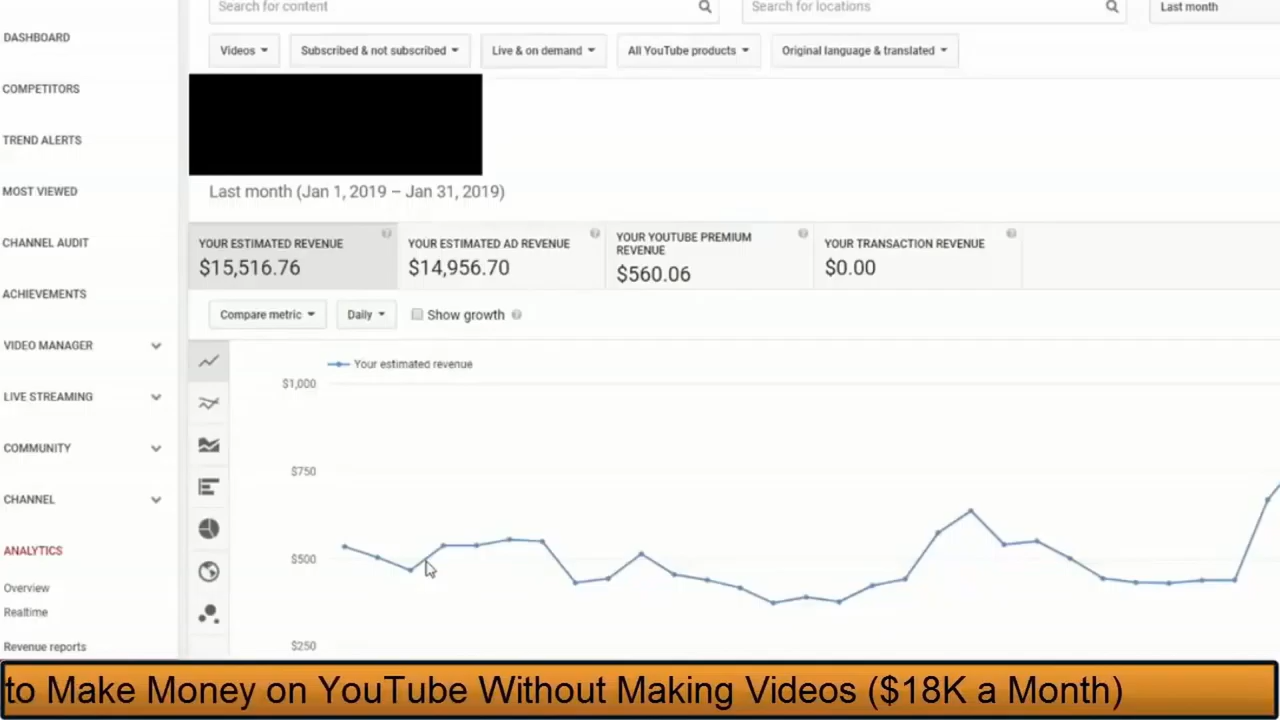 Search for content
Search for locations
Last month
DASHBOARD
Videos
Subscribed & not subscribed
Live & on demand
All YouTube products
Original language & translated
COMPETITORS
TREND ALERTS
MOST VIEWED
Last month (Jan 1, 2019 – Jan 31, 2019)
CHANNEL AUDIT
YOUR ESTIMATED REVENUE
$15,516.76
YOUR ESTIMATED AD REVENUE
$14,956.70
YOUR YOUTUBE PREMIUM
REVENUE
$560.06
YOUR TRANSACTION REVENUE
$0.00
ACHIEVEMENTS
Compare metric
Daily
Show growth
VIDEO MANAGER
Your estimated revenue
$1,000
LIVE STREAMING
COMMUNITY
$750
CHANNEL
ANALYTICS
$500
Overview
Realtime
Revenue reports
$250
to Make Money on YouTube Without Making Videos ($18K a Month)